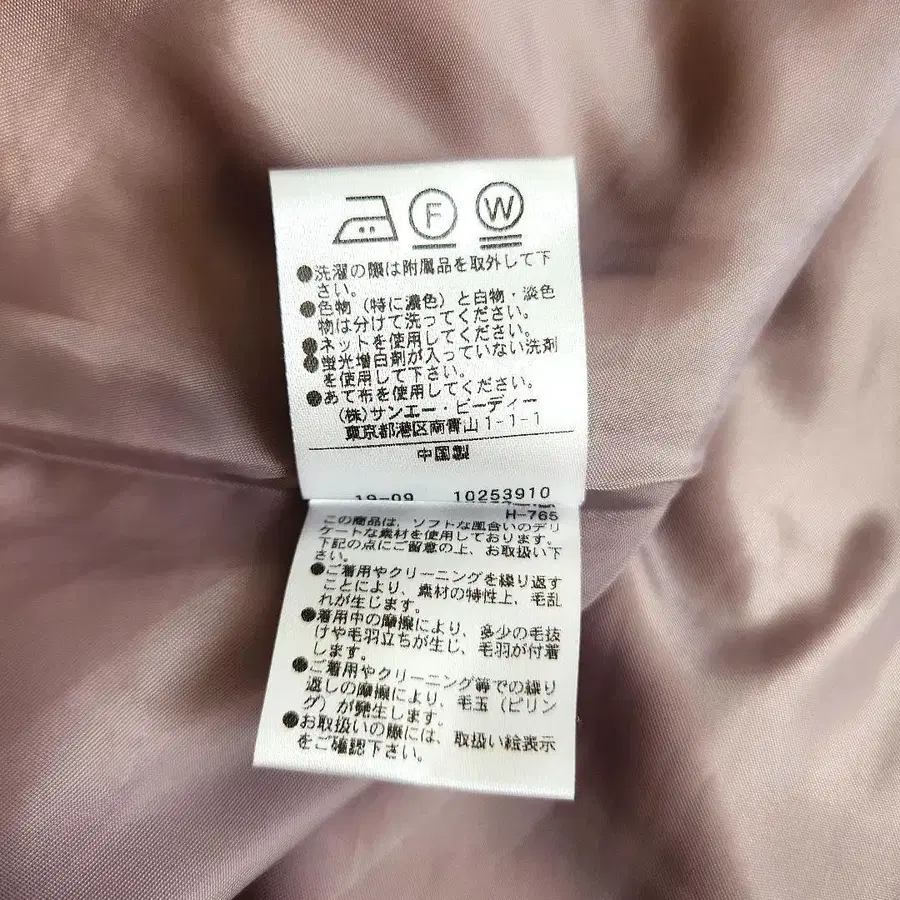 F W
●洗濯の際は附属品を取外して下
さい。
●色物（特に濃色）と白物・淡色
物は分けて洗ってください。
●ネットを使用してください。
●蛍光増白剤が入っていない洗剤
を使用して下さい。
●あて布を使用してください。
(株)サンエー・ビーディー
東京都港区南青山1-1-1
中国製
19-09 10253910
H-765
この商品は、ソフトな風合いのデリ
ケートな素材を使用しております。
下記の点にご留意の上、お取扱い下
さい。
●ご着用やクリーニングを繰り返す
ことにより、素材の特性上、毛乱
れが生じます。
●着用中の摩擦により、多少の毛抜
けや毛羽立ちが生じ、毛羽が付着
します。
●ご着用やクリーニング等での繰り
返しの摩擦により、毛玉（ピリン
グ）が発生します。
●お取扱いの際には、取扱い絵表示
をご確認下さい。